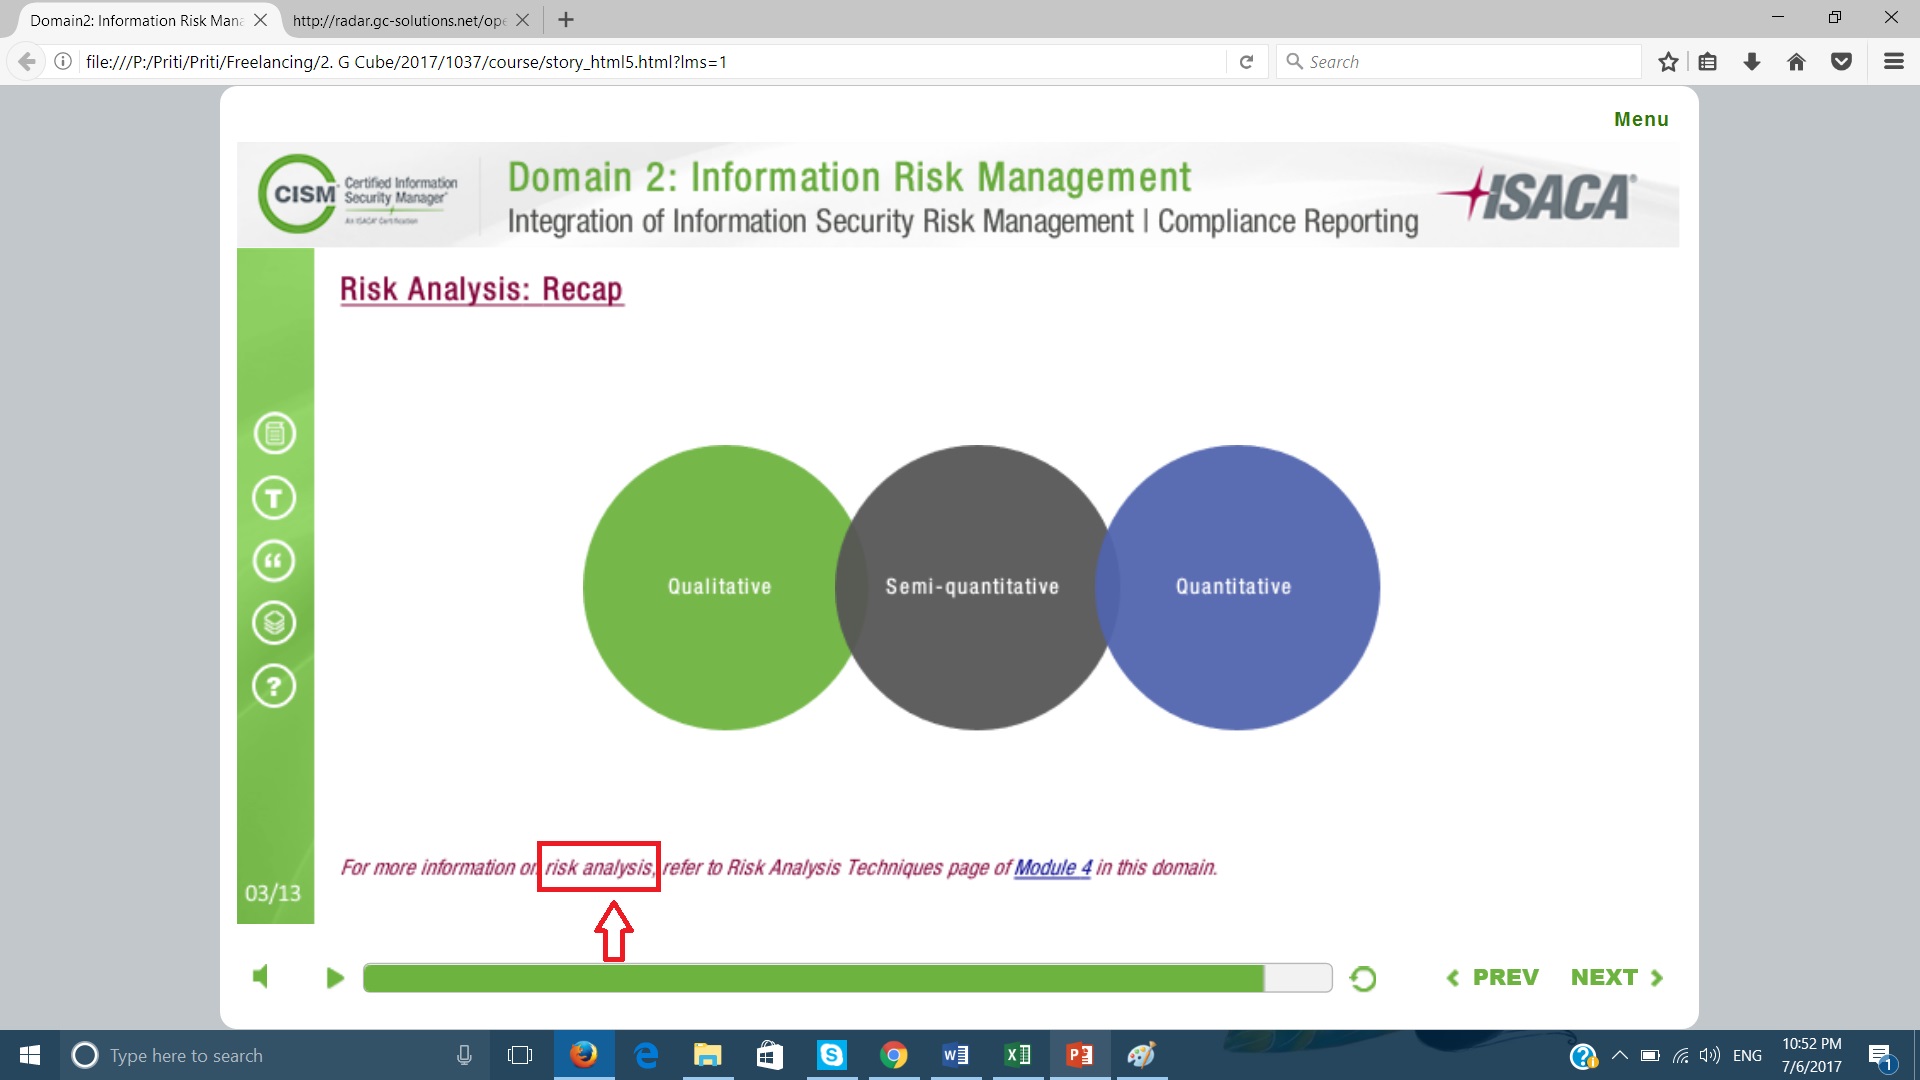 Domain2: Information Risk Mana
http://radar.gc-solutions.net/ope
file:///P:/Priti/Priti/Freelancing/2. G Cube/2017/1037/course/story_html5.html?lms=1
Search
Menu
CISM Certified Information
Security Manager®
An ISACA® Certification
Domain 2: Information Risk Management
Integration of Information Security Risk Management | Compliance Reporting
ISACA®
Risk Analysis: Recap
T
“
?
Qualitative
Semi-quantitative
Quantitative
For more information on risk analysis, refer to Risk Analysis Techniques page of Module 4 in this domain.
03/13
PREV
NEXT
Type here to search
ENG
10:52 PM
7/6/2017
1